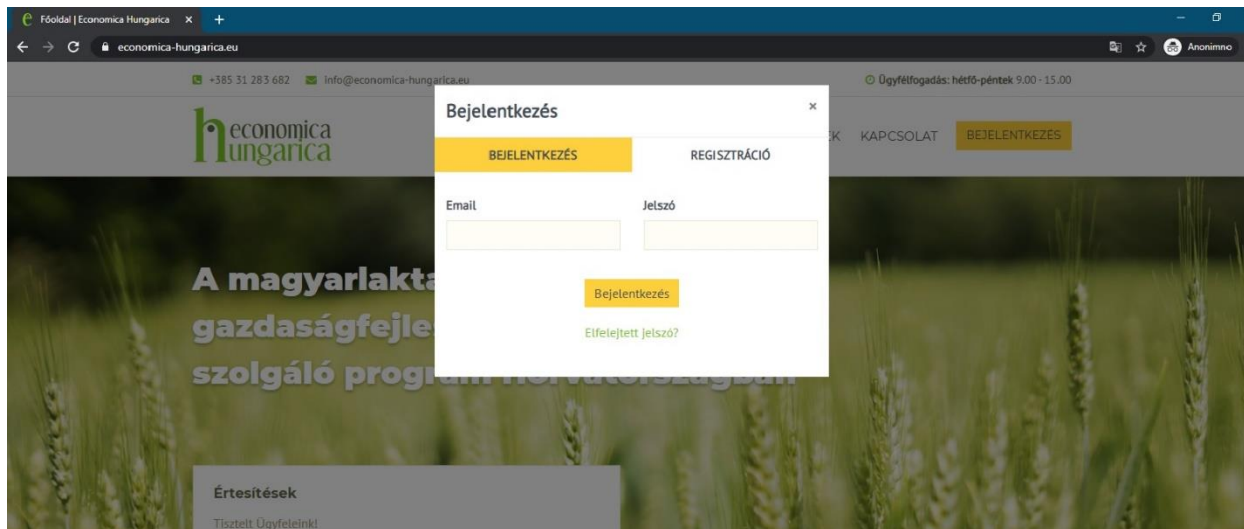 Főoldal | Economica Hungarica
economica-hungarica.eu
Anonimno
+385 31 283 682 info@economica-hungarica.eu
Ügyfélfogadás: hétfő-péntek 9.00 - 15.00
economica
hungarica
KAPCSOLAT BEJELENTKEZÉS
Bejelentkezés ×
BEJELENTKEZÉS REGISZTRÁCIÓ
Email Jelszó
Bejelentkezés
Elfelejtett jelszó?
A magyarlakta
gazdaságfejle
szolgáló program Horvátországban
Értesítések
Tisztelt Ügyfeleink!